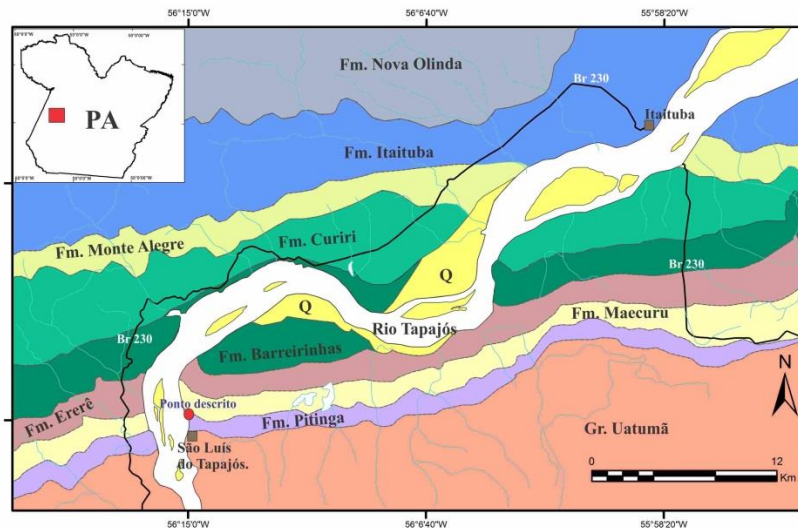 56°15'0"W
56°6'40"W
55°58'20"W
PA
Fm. Nova Olinda
Br 230
Itaituba
Fm. Itaituba
Fm. Monte Alegre
Fm. Curiri
Q
Br 230
Q
Rio Tapajós
Fm. Maecuru
Br 230
Fm. Barreirinhas
Fm. Ererê
Ponto descrito
Fm. Pitinga
N
São Luís
do Tapajós.
Gr. Uatumã
0
12
Km
56°15'0"W
56°6'40"W
55°58'20"W